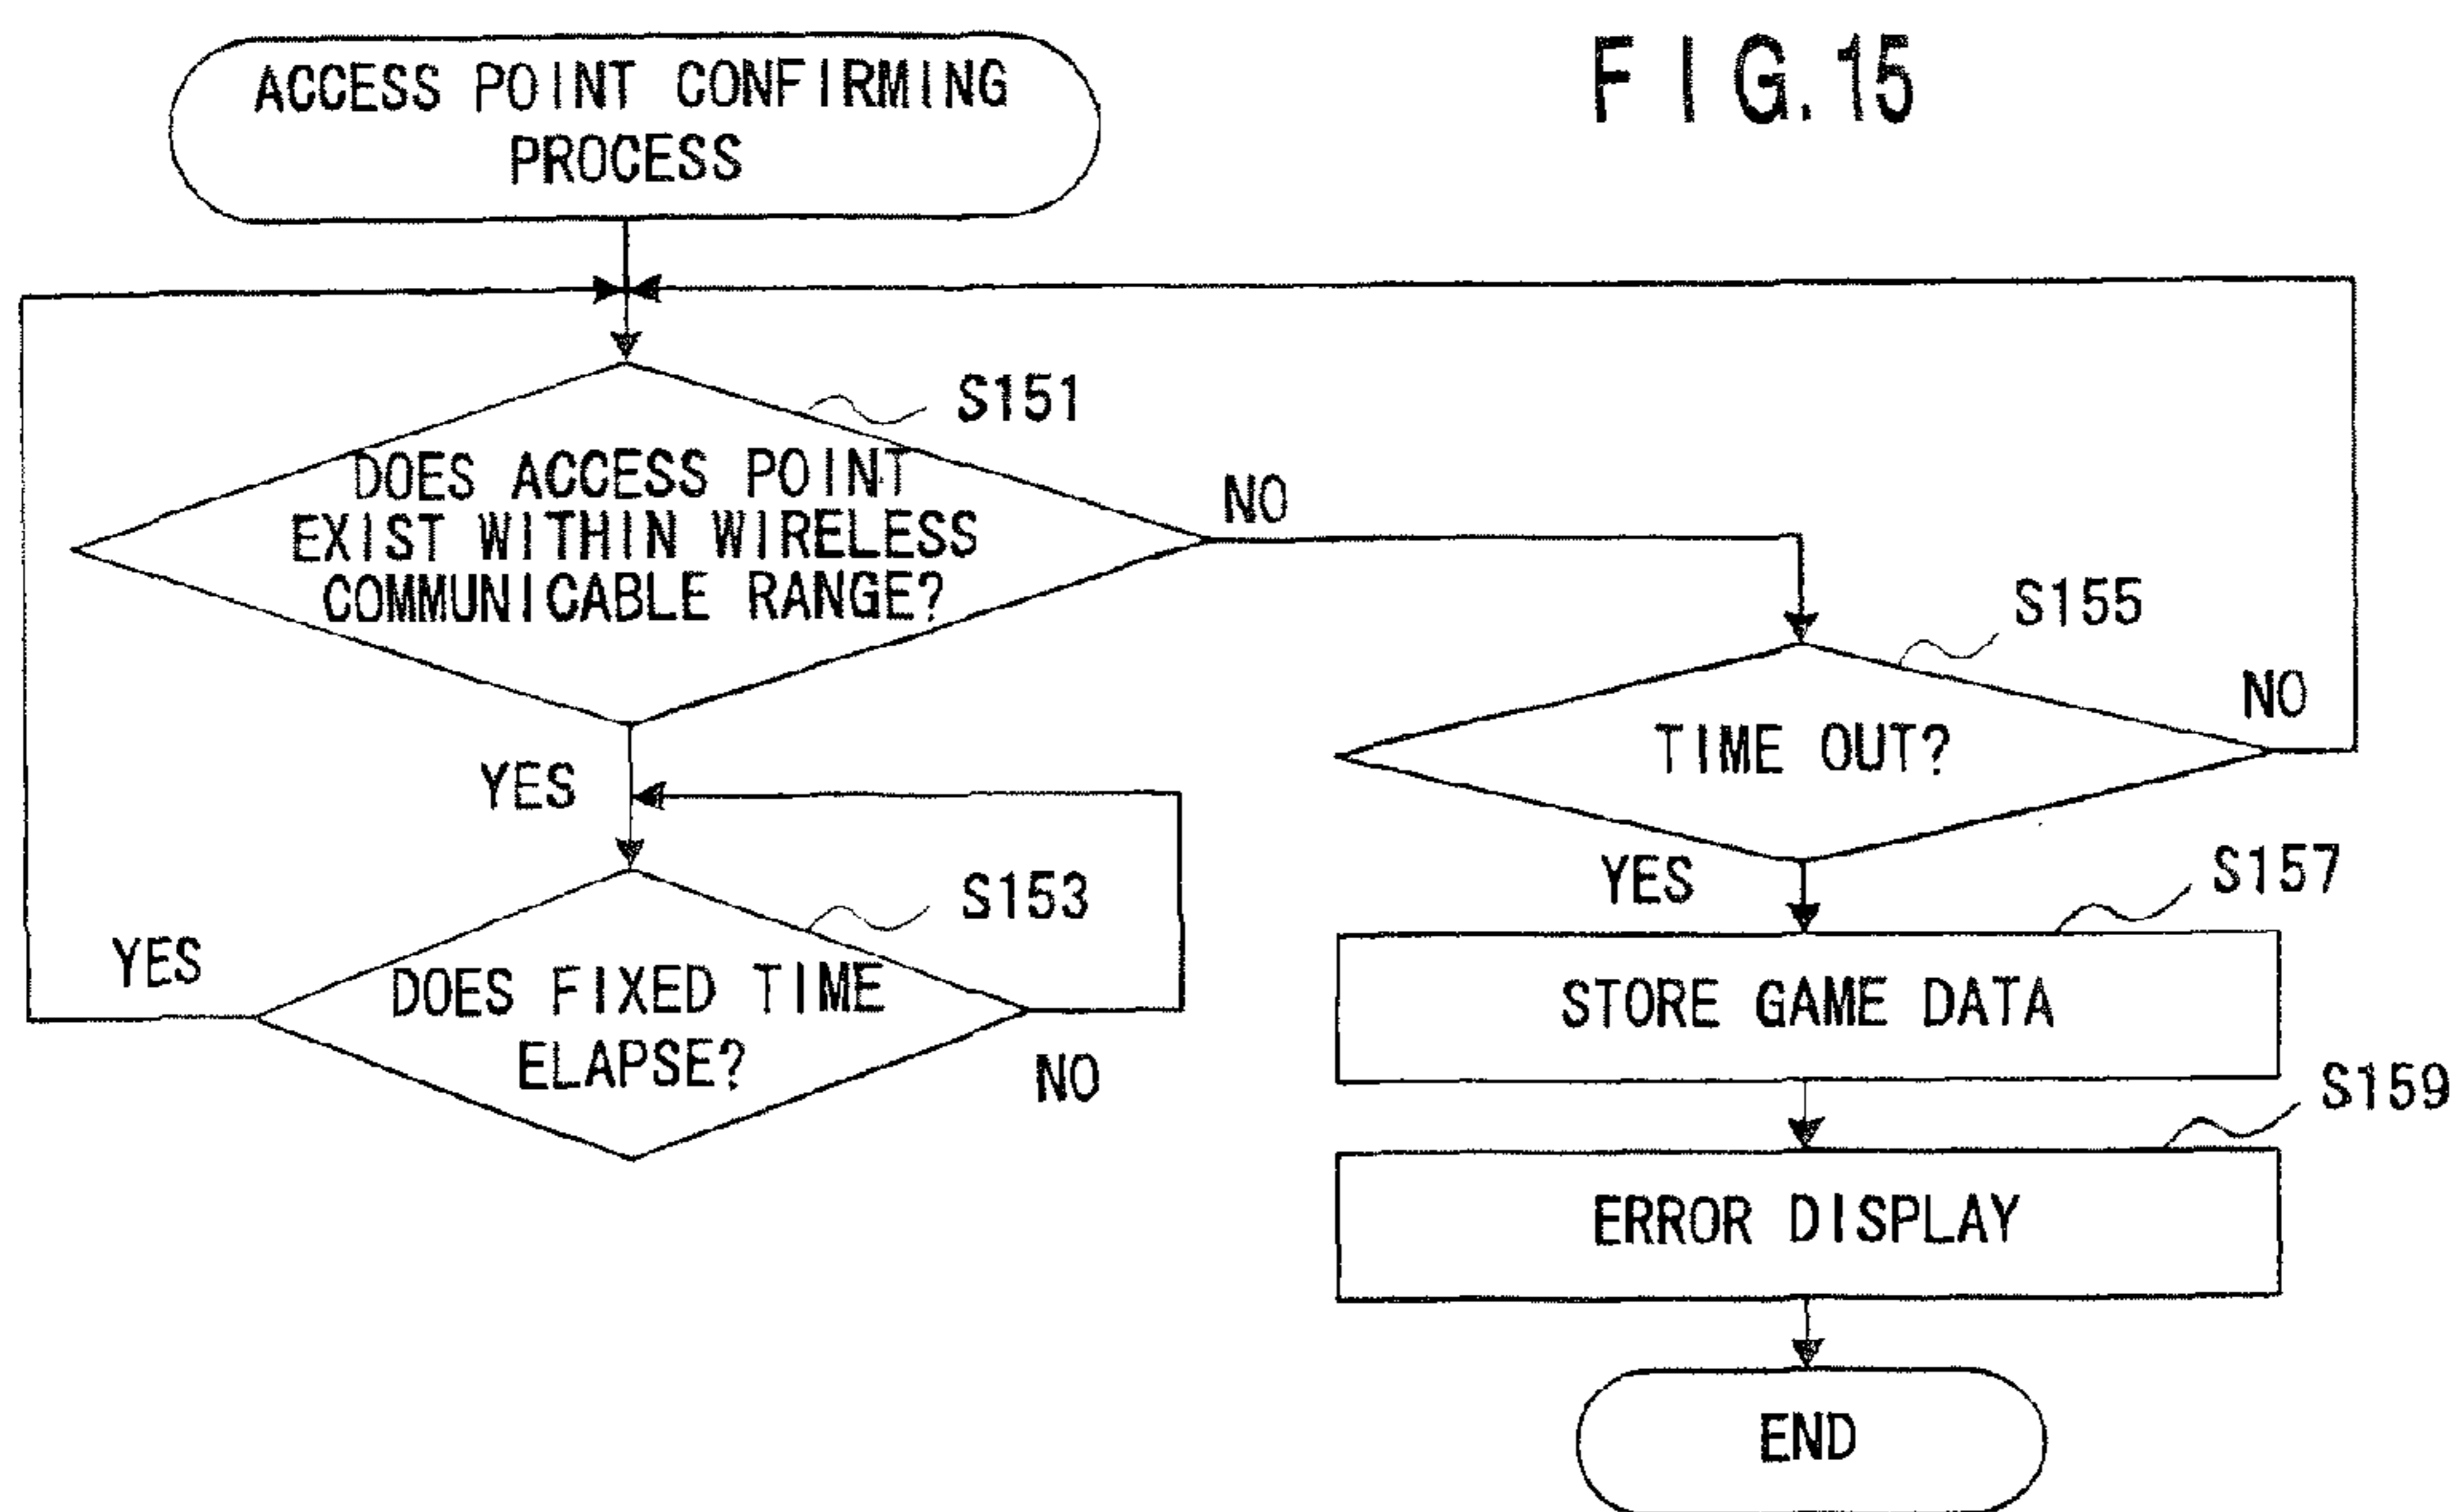 FIG. 15
ACCESS POINT CONFIRMING
PROCESS
S151
DOES ACCESS POINT
EXIST WITHIN WIRELESS
COMMUNICABLE RANGE?
NO
YES
S153
DOES FIXED TIME
ELAPSE?
YES
NO
S155
TIME OUT?
NO
YES
S157
STORE GAME DATA
S159
ERROR DISPLAY
END